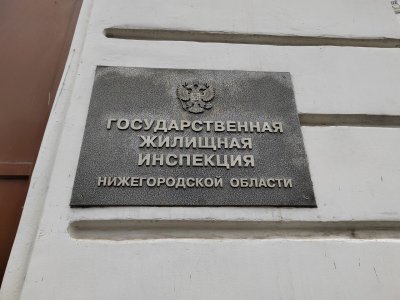 ГОСУДАРСТВЕННАЯ
ЖИЛИЩНАЯ
ИНСПЕКЦИЯ
НИЖЕГОРОДСКОЙ ОБЛАСТИ